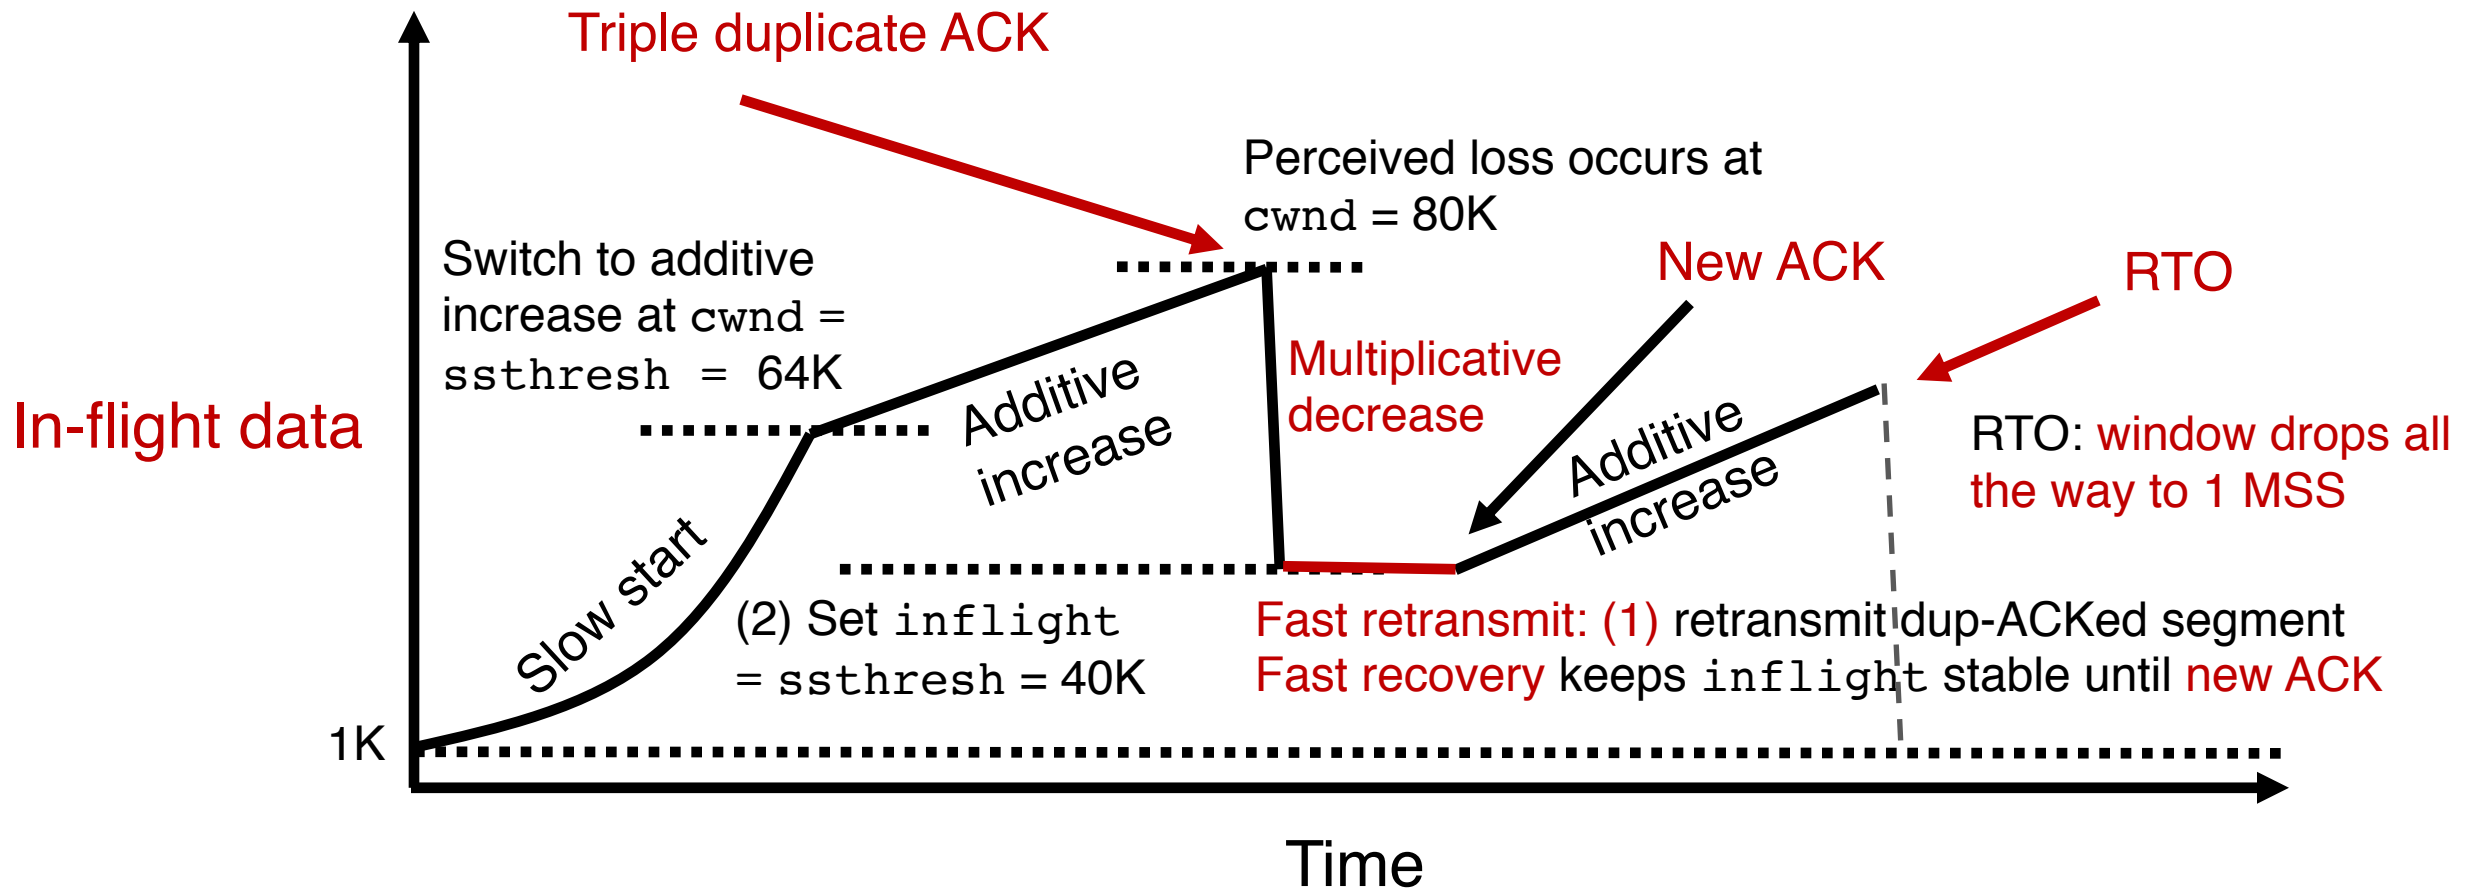 Triple duplicate ACK
Perceived loss occurs at
cwnd = 80K
Switch to additive
increase at cwnd =
ssthresh = 64K
New ACK
RTO
In-flight data
Additive
increase
Multiplicative
decrease
Additive
increase
RTO: window drops all
the way to 1 MSS
Slow start
(2) Set inflight
= ssthresh = 40K
Fast retransmit: (1) retransmit dup-ACKed segment
Fast recovery keeps inflight stable until new ACK
1K
Time